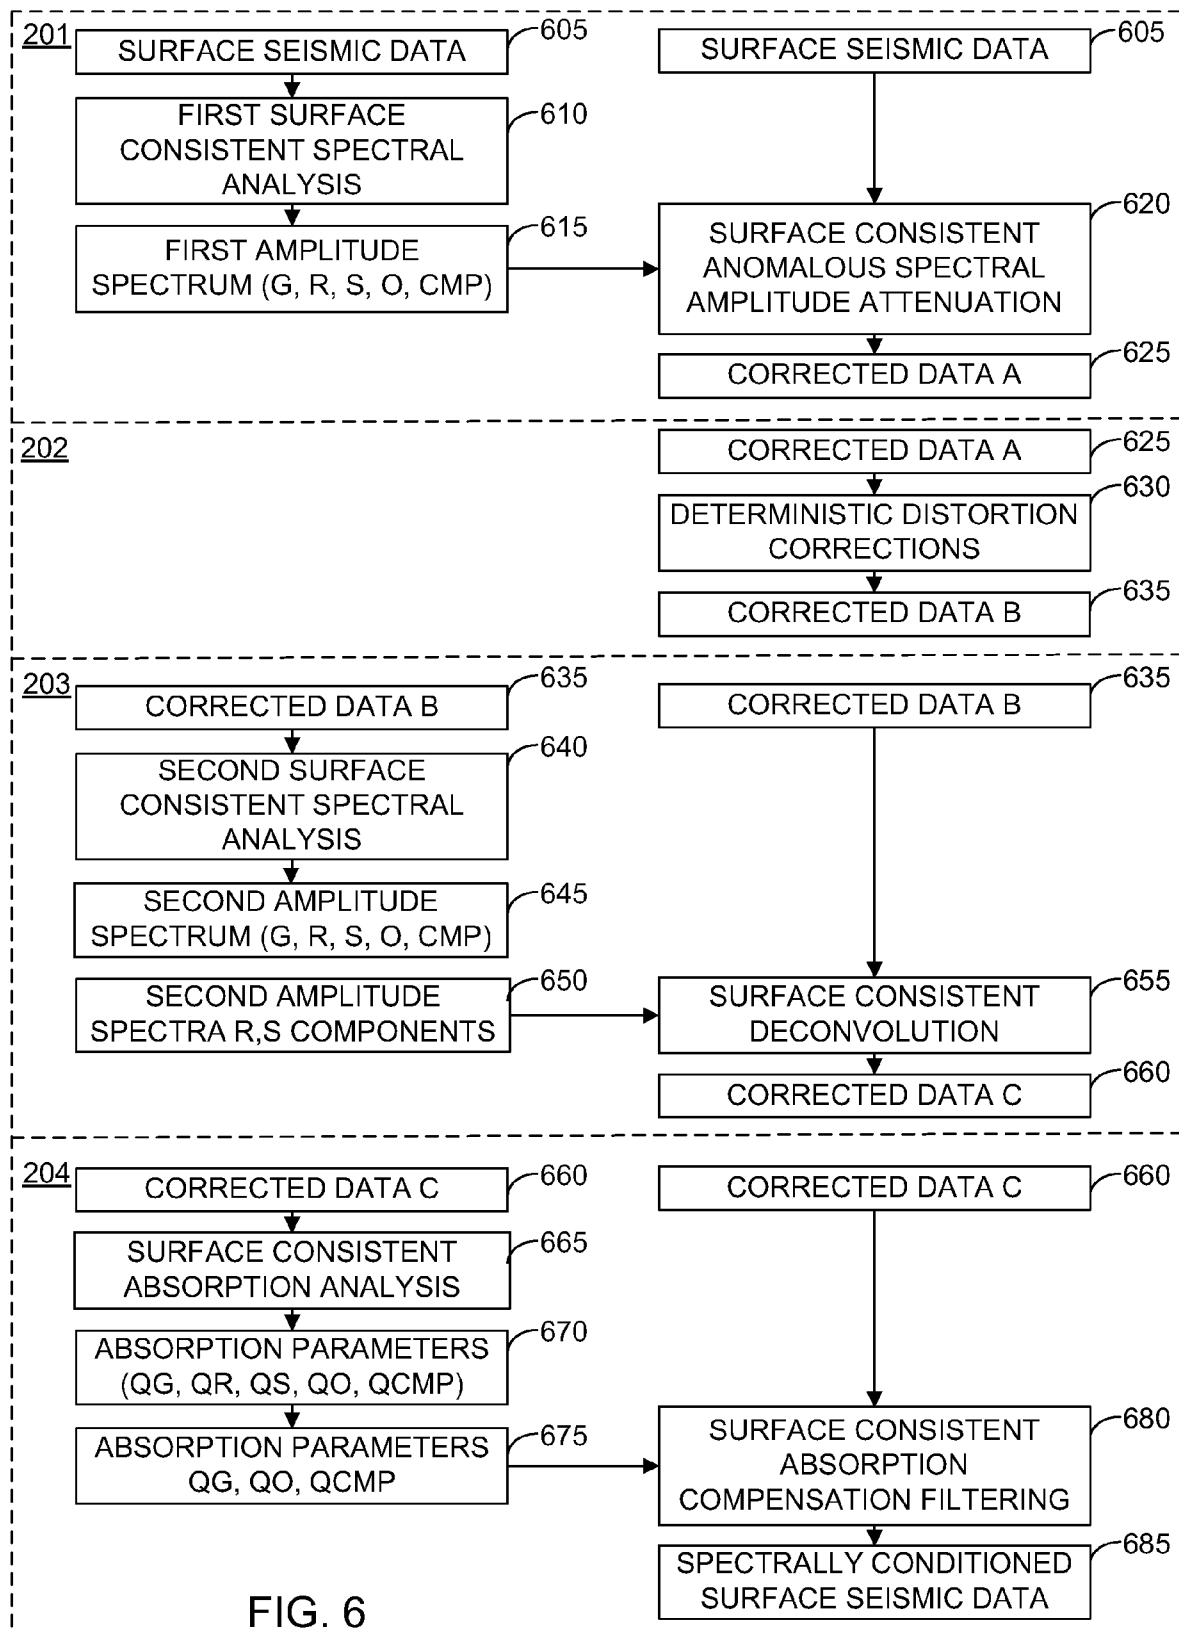 201
SURFACE SEISMIC DATA
605
FIRST SURFACE
CONSISTENT SPECTRAL
ANALYSIS
610
FIRST AMPLITUDE
SPECTRUM (G, R, S, O, CMP)
615
SURFACE SEISMIC DATA
605
SURFACE CONSISTENT
ANOMALOUS SPECTRAL
AMPLITUDE ATTENUATION
620
CORRECTED DATA A
625
202
CORRECTED DATA A
625
DETERMINISTIC DISTORTION
CORRECTIONS
630
CORRECTED DATA B
635
203
CORRECTED DATA B
635
SECOND SURFACE
CONSISTENT SPECTRAL
ANALYSIS
640
SECOND AMPLITUDE
SPECTRUM (G, R, S, O, CMP)
645
SECOND AMPLITUDE
SPECTRA R,S COMPONENTS
650
CORRECTED DATA B
635
SURFACE CONSISTENT
DECONVOLUTION
655
CORRECTED DATA C
660
204
CORRECTED DATA C
660
SURFACE CONSISTENT
ABSORPTION ANALYSIS
665
ABSORPTION PARAMETERS
(QG, QR, QS, QO, QCMP)
670
ABSORPTION PARAMETERS
QG, QO, QCMP
675
CORRECTED DATA C
660
SURFACE CONSISTENT
ABSORPTION
COMPENSATION FILTERING
680
SPECTRALLY CONDITIONED
SURFACE SEISMIC DATA
685
FIG. 6